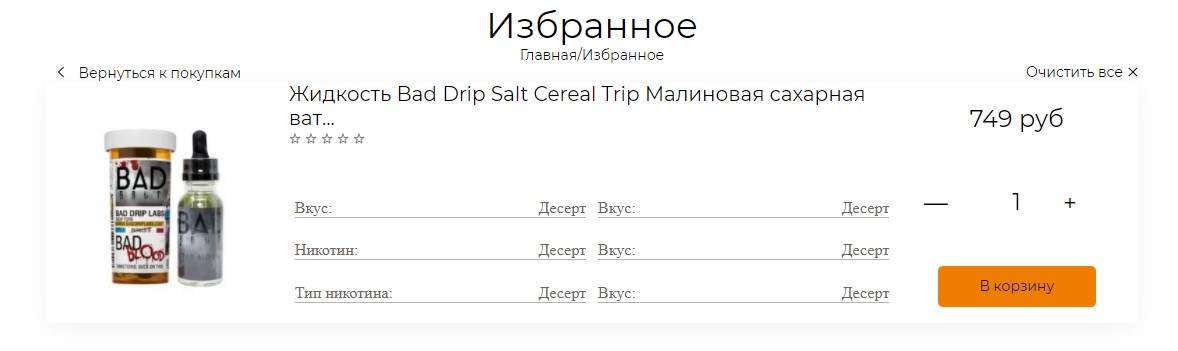 Избранное
Главная/Избранное
Вернуться к покупкам
Очистить все ×
Жидкость Bad Drip Salt Cereal Trip Малиновая сахарная
ват...
☆ ☆ ☆ ☆ ☆
749 руб
BAD
SALT
BAD DRIP LABS
BAD
BLOOD
BAD
Вкус: Десерт Вкус: Десерт
— 1 +
Никотин: Десерт Вкус: Десерт
Тип никотина: Десерт Вкус: Десерт
В корзину